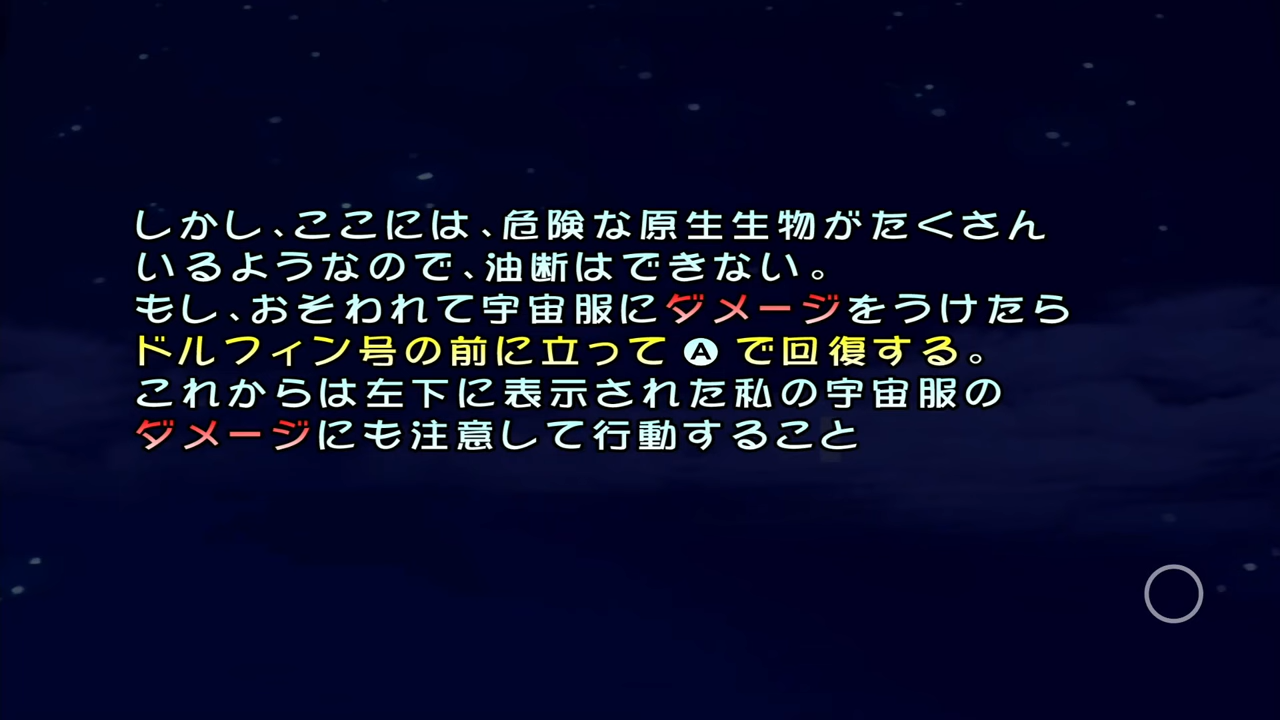 しかし、ここには、危険な原生生物がたくさん
いるようなので、油断はできない。
もし、おそわれて宇宙服にダメージをうけたら
ドルフィン号の前に立って A で回復する。
これからは左下に表示された私の宇宙服の
ダメージにも注意して行動すること